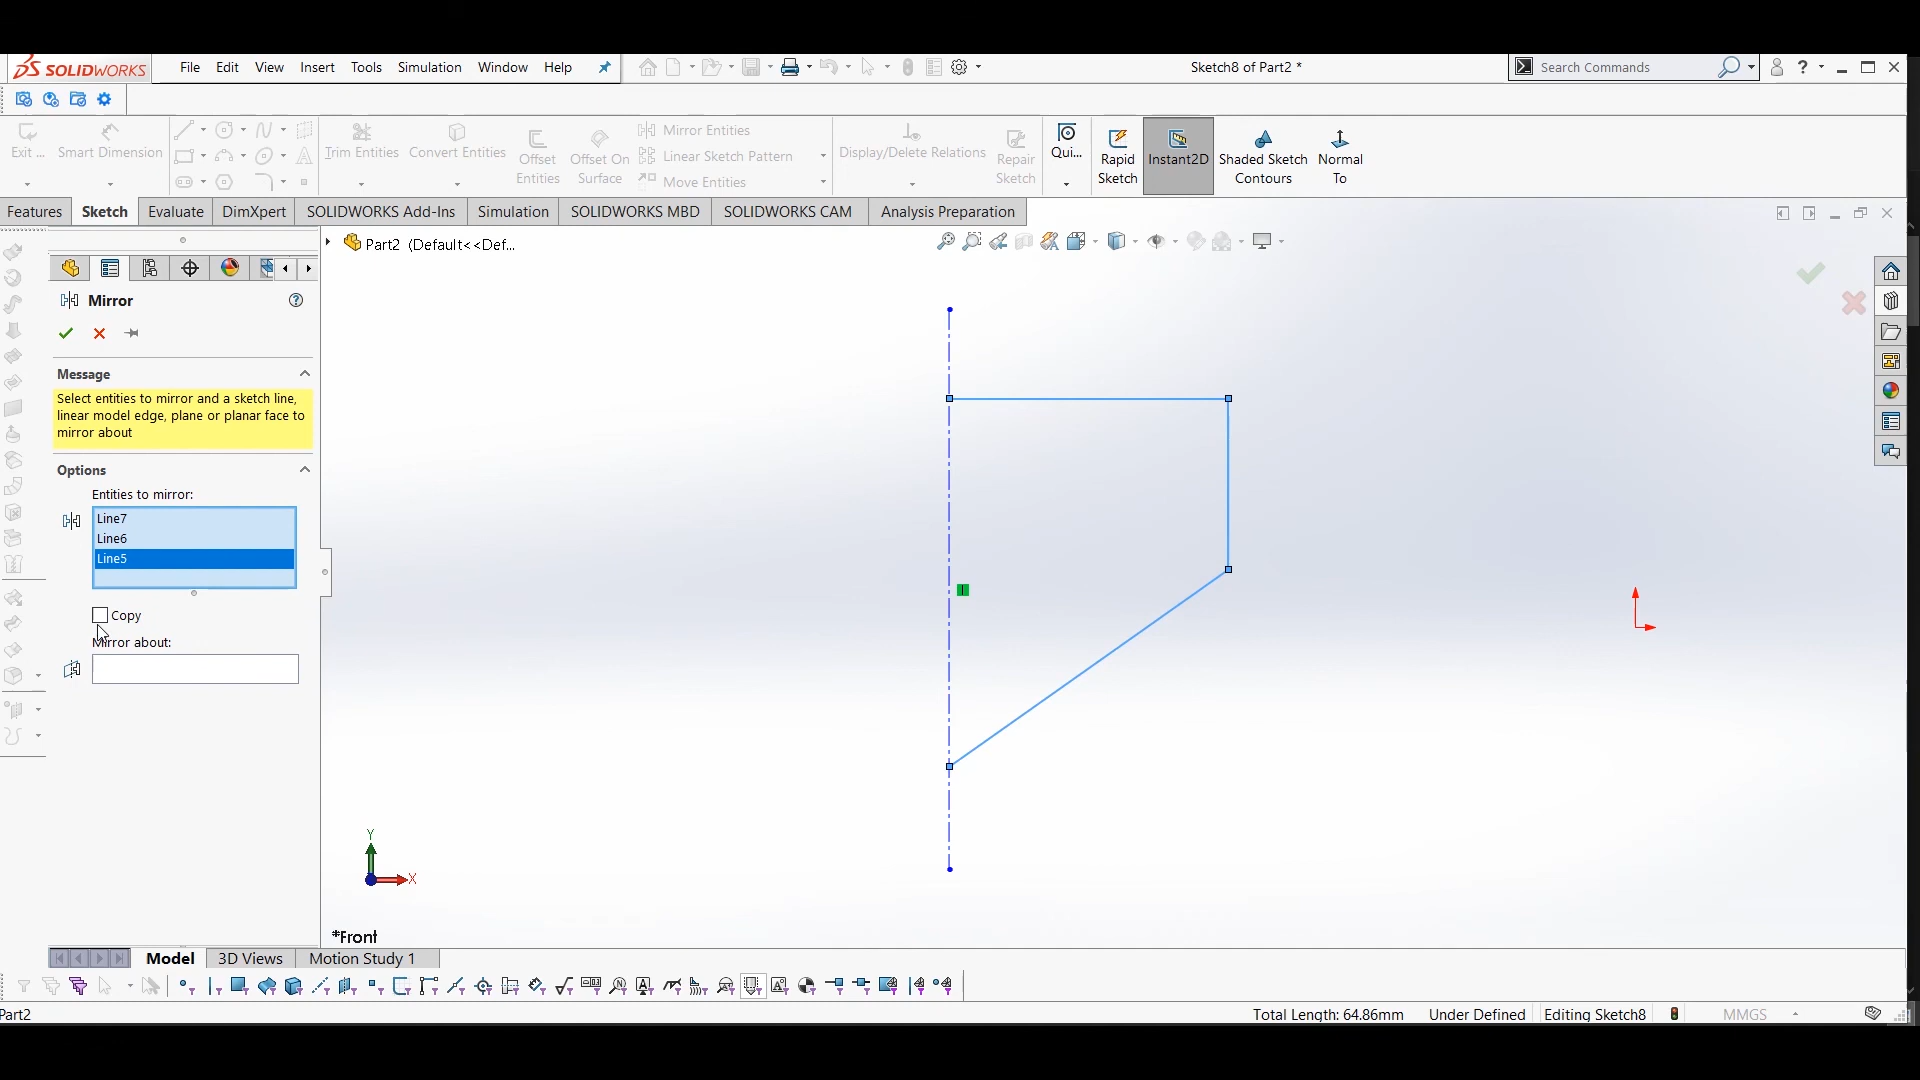 SOLIDWORKS File Edit View Insert Tools Simulation Window Help Sketch8 of Part2 * Search Commands ?
Exit ... Smart Dimension Trim Entities Convert Entities Offset Entities Offset On Surface Mirror Entities Linear Sketch Pattern Move Entities Display/Delete Relations Repair Sketch Qui... Rapid Sketch Instant2D Shaded Sketch Contours Normal To
Features Sketch Evaluate DimXpert SOLIDWORKS Add-Ins Simulation SOLIDWORKS MBD SOLIDWORKS CAM Analysis Preparation
Part2 (Default<<Def...
Mirror
Message
Select entities to mirror and a sketch line,
linear model edge, plane or planar face to
mirror about
Options
Entities to mirror:
Line7
Line6
Line5
Copy
Mirror about:
Y
X
*Front
Model 3D Views Motion Study 1
Part2 Total Length: 64.86mm Under Defined Editing Sketch8 MMGS